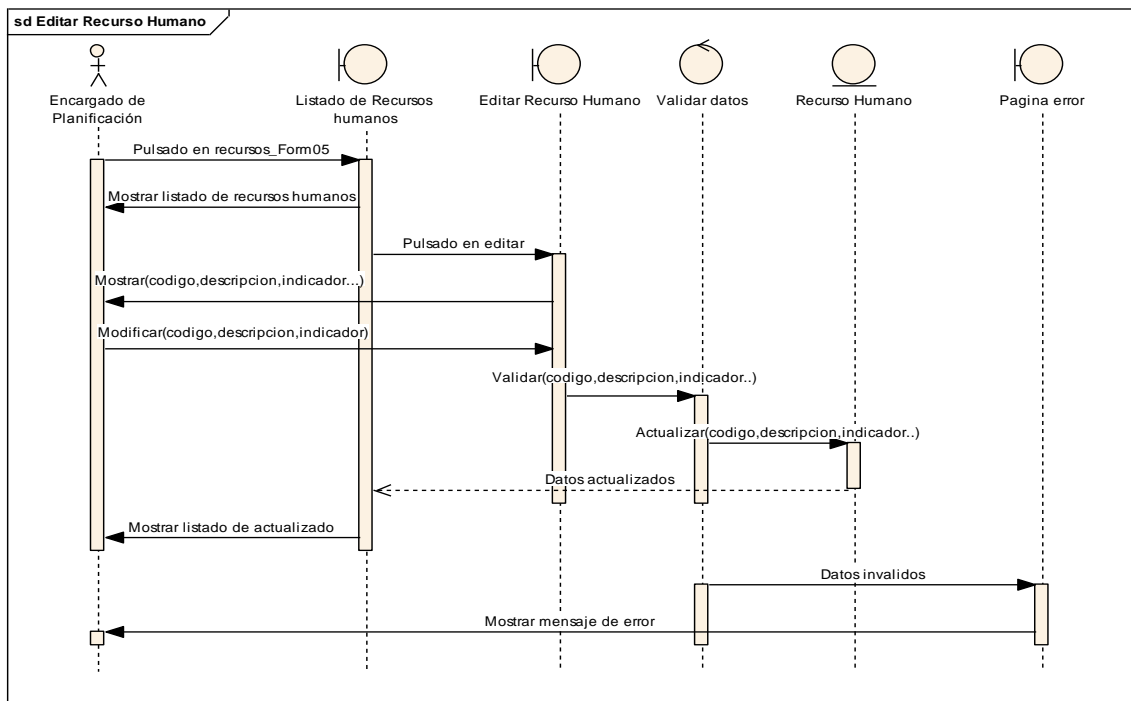 sd Editar Recurso Humano
Encargado de
Planificación
Listado de Recursos
humanos
Editar Recurso Humano
Validar datos
Recurso Humano
Pagina error
Pulsado en recursos_Form05
Mostrar listado de recursos humanos
Pulsado en editar
Mostrar(codigo,descripcion,indicador...)
Modificar(codigo,descripcion,indicador)
Validar(codigo,descripcion,indicador..)
Actualizar(codigo,descripcion,indicador..)
Datos actualizados
Mostrar listado de actualizado
Datos invalidos
Mostrar mensaje de error